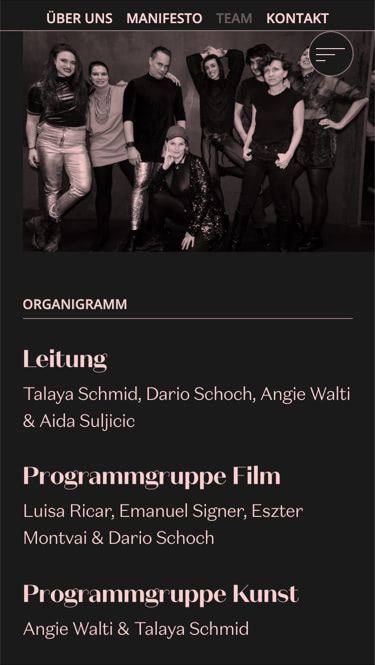 ÜBER UNS MANIFESTO TEAM KONTAKT
ORGANIGRAMM
Leitung
Talaya Schmid, Dario Schoch, Angie Walti
& Aida Suljicic
Programmgruppe Film
Luisa Ricar, Emanuel Signer, Eszter
Montvai & Dario Schoch
Programmgruppe Kunst
Angie Walti & Talaya Schmid